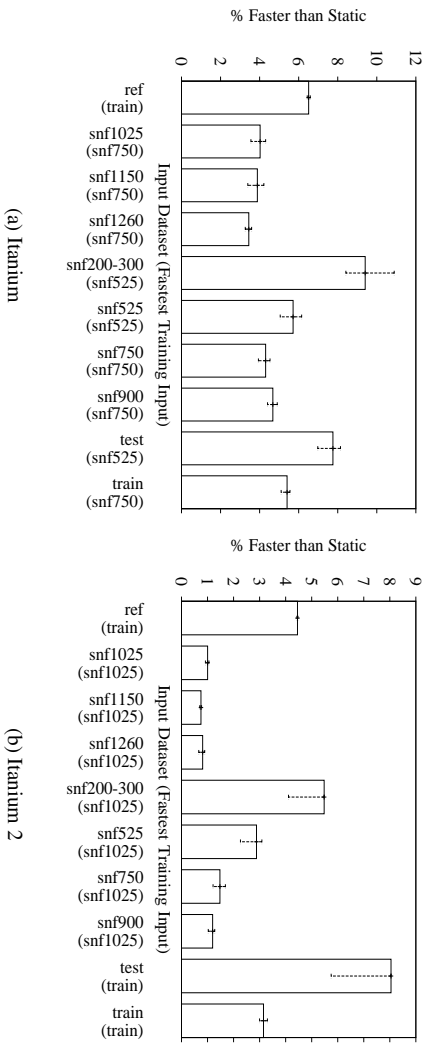 % Faster than Static
0 2 4 6 8 10 12
ref
(train)
snf1025
(snf750)
snf1150
(snf750)
snf1260
(snf750)
snf200-300
(snf525)
snf525
(snf525)
snf750
(snf750)
snf900
(snf750)
test
(snf525)
train
(snf750)
Input Dataset (Fastest Training Input)
(a) Itanium
% Faster than Static
0 1 2 3 4 5 6 7 8 9
ref
(train)
snf1025
(snf1025)
snf1150
(snf1025)
snf1260
(snf1025)
snf200-300
(snf1025)
snf525
(snf1025)
snf750
(snf1025)
snf900
(snf1025)
test
(train)
train
(train)
Input Dataset (Fastest Training Input)
(b) Itanium 2